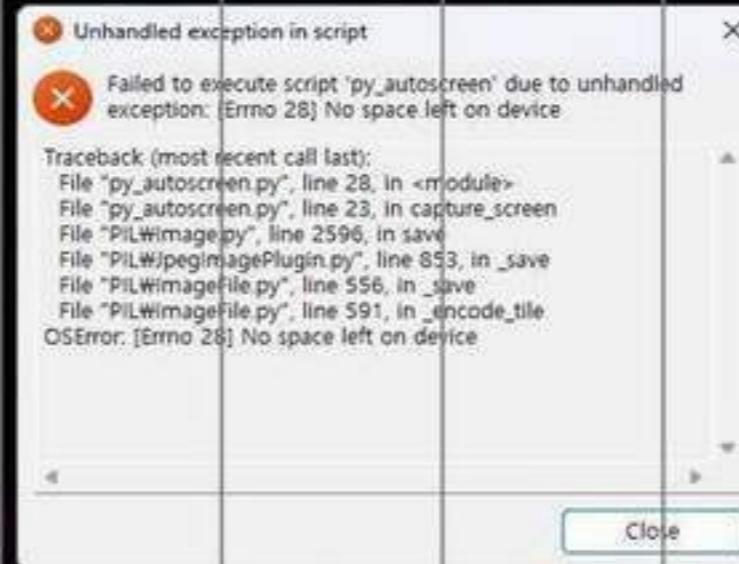 Unhandled exception in script
Failed to execute script 'py_autoscreen' due to unhandled
exception: [Errno 28] No space left on device
Traceback (most recent call last):
File "py_autoscreen.py", line 28, in <module>
File "py_autoscreen.py", line 23, in capture_screen
File "PIL₩Image.py", line 2596, in save
File "PIL₩JpegImagePlugin.py", line 853, in _save
File "PIL₩ImageFile.py", line 556, in _save
File "PIL₩ImageFile.py", line 591, in _encode_tile
OSError: [Errno 28] No space left on device
Close